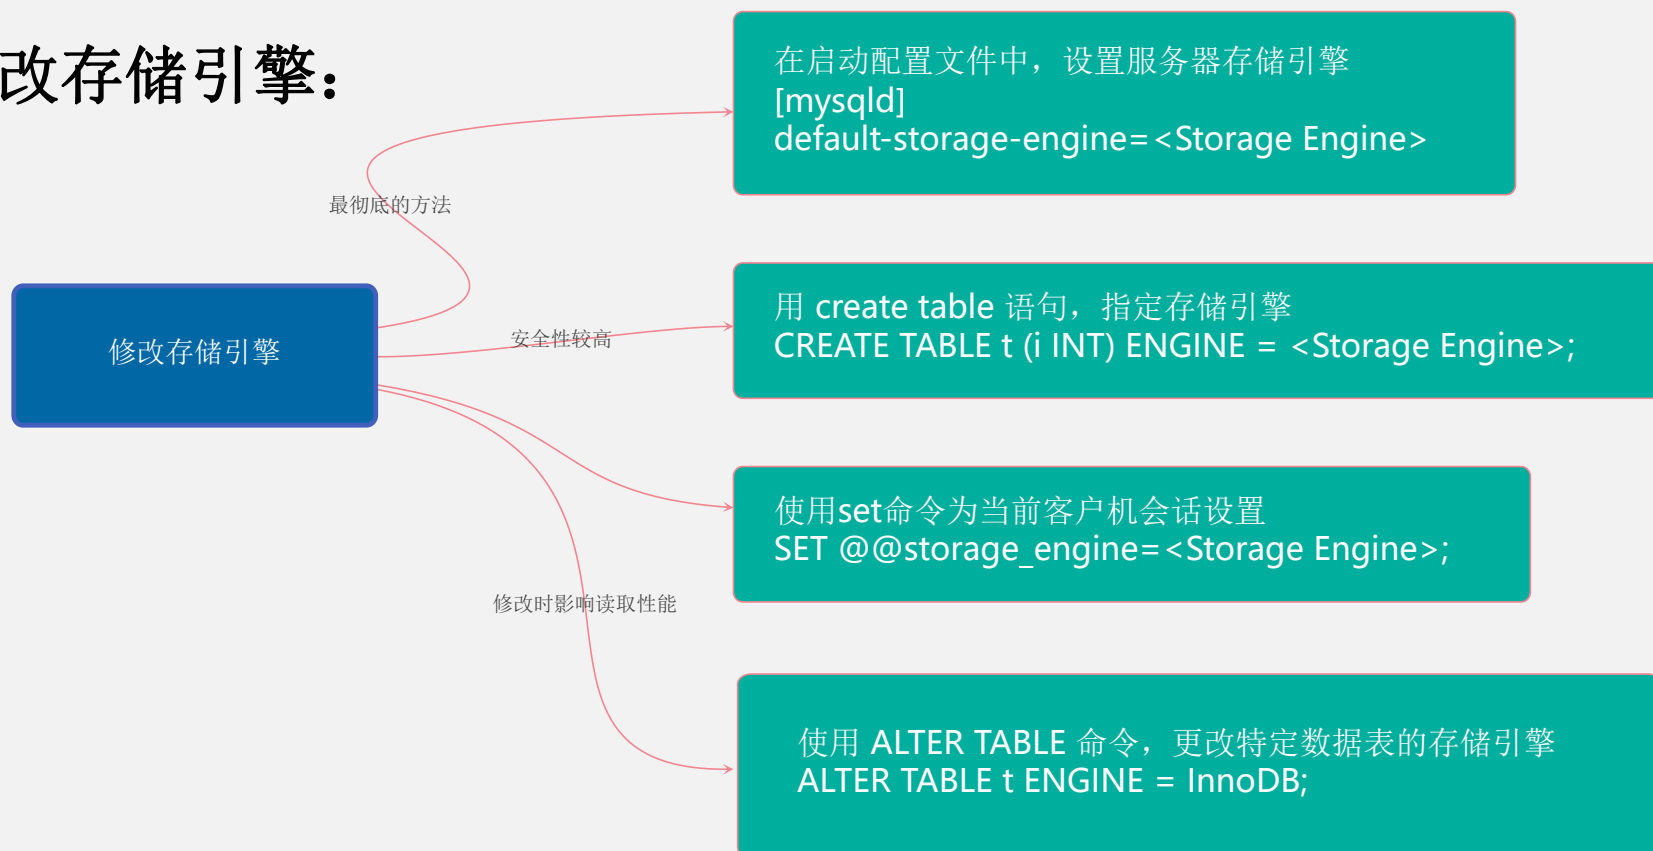 改存储引擎：
在启动配置文件中，设置服务器存储引擎
[mysqld]
default-storage-engine=<Storage Engine>
最彻底的方法
用 create table 语句，指定存储引擎
CREATE TABLE t (i INT) ENGINE = <Storage Engine>;
安全性较高
修改存储引擎
使用set命令为当前客户机会话设置
SET @@storage_engine=<Storage Engine>;
修改时影响读取性能
使用 ALTER TABLE 命令，更改特定数据表的存储引擎
ALTER TABLE t ENGINE = InnoDB;